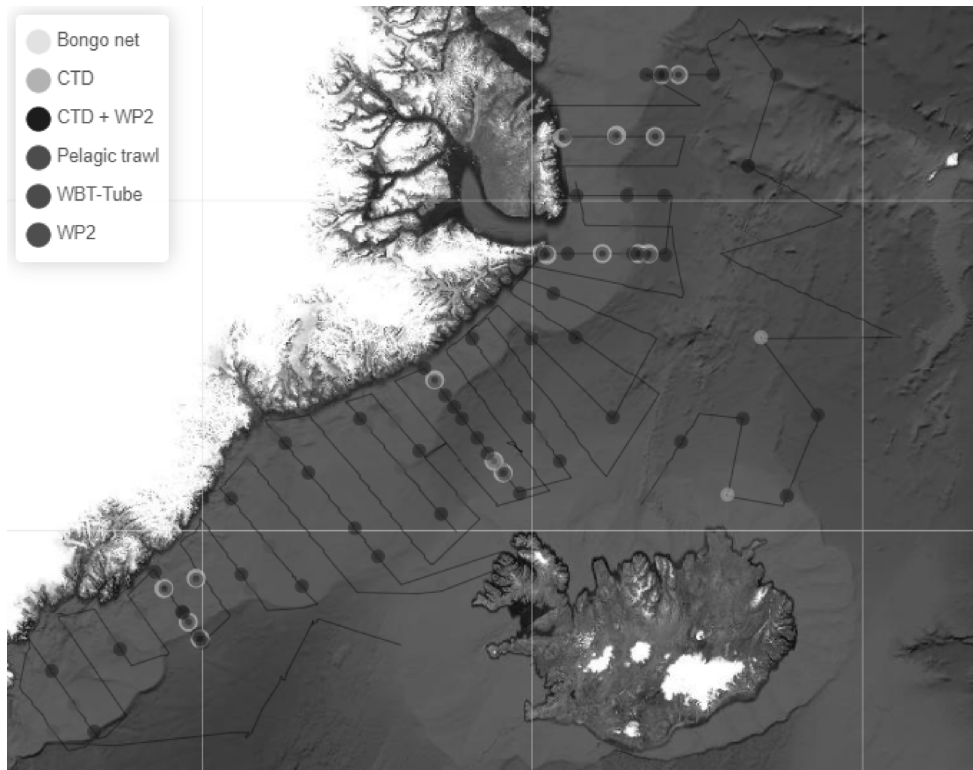 Bongo net
CTD
CTD + WP2
Pelagic trawl
WBT-Tube
WP2